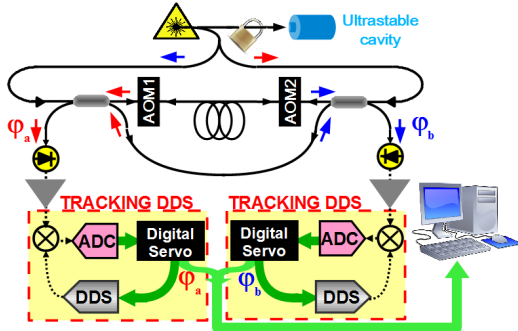 Ultrastable
cavity
AOM1
AOM2
φa
φb
TRACKING DDS
TRACKING DDS
ADC
Digital
Servo
Digital
Servo
ADC
φa
φb
DDS
DDS